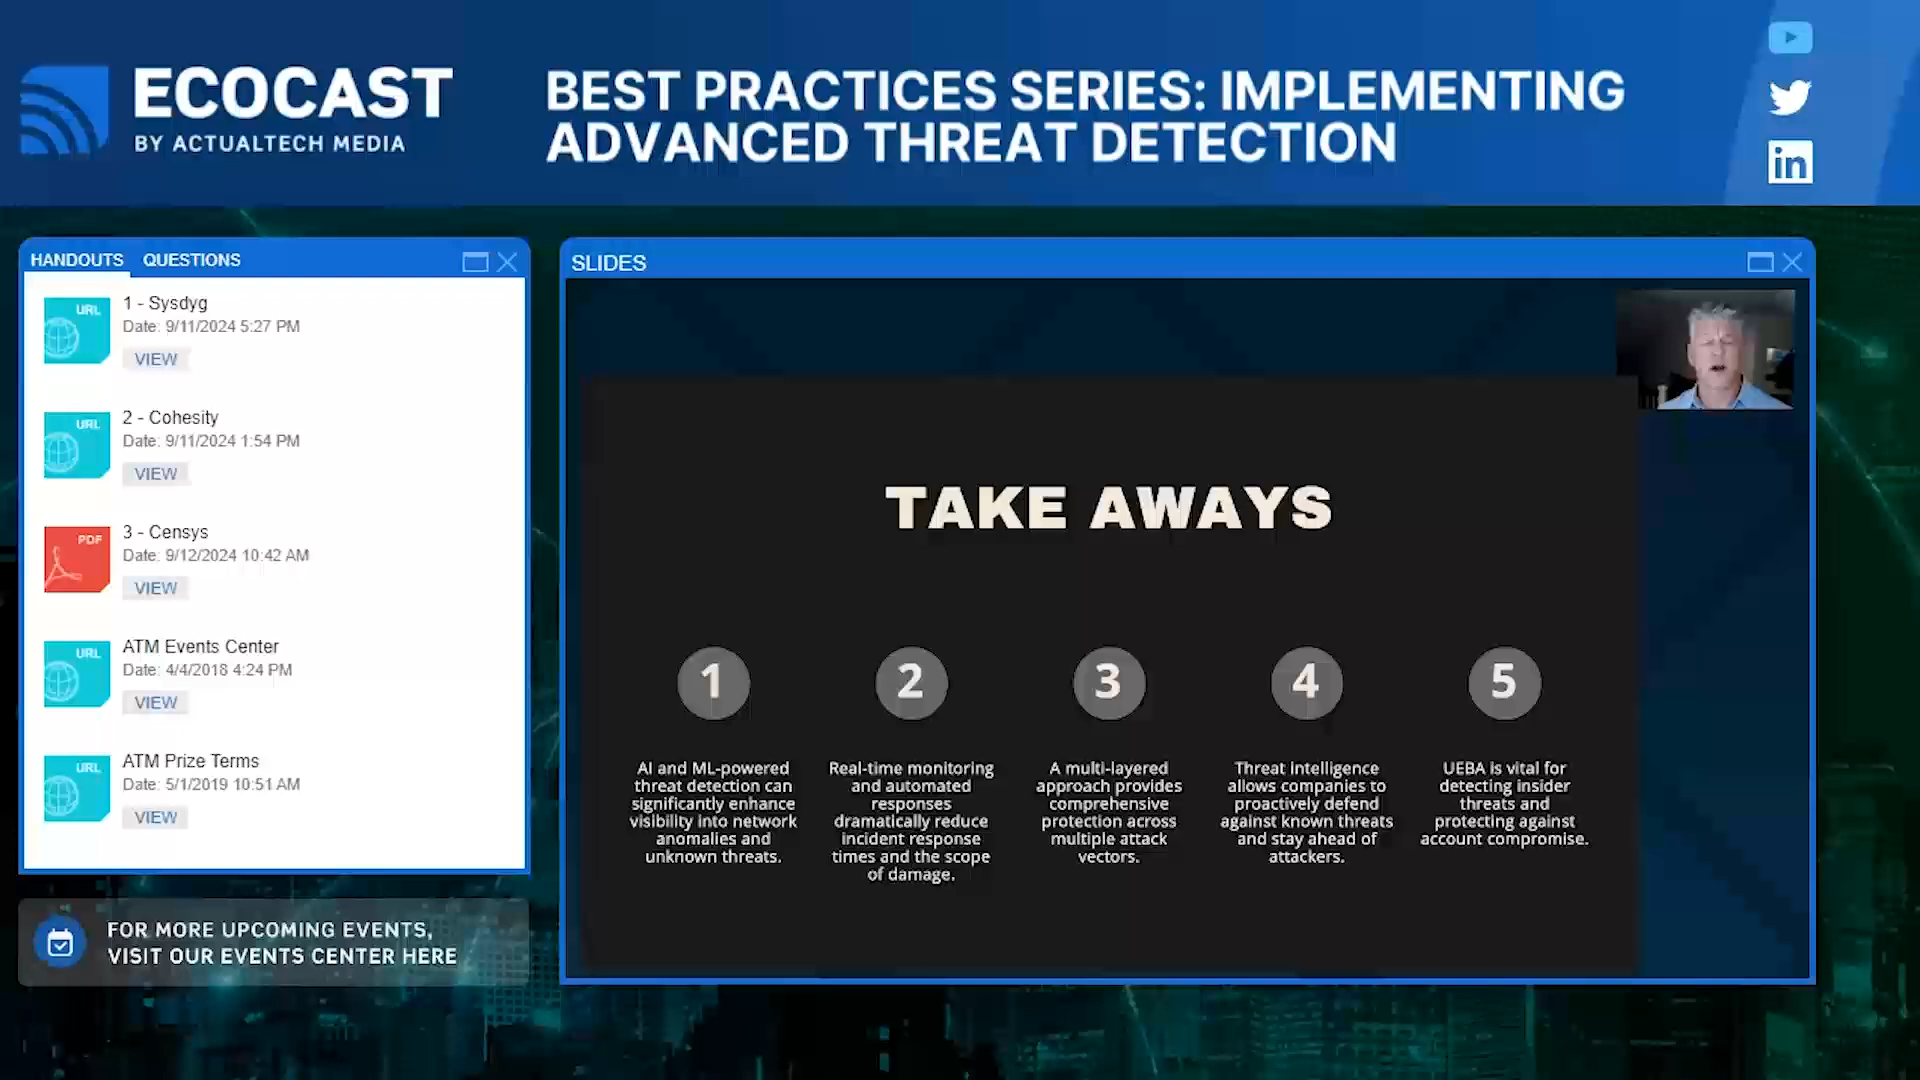 ECOCAST
BY ACTUALTECH MEDIA
BEST PRACTICES SERIES: IMPLEMENTING
ADVANCED THREAT DETECTION
in
HANDOUTS QUESTIONS
URL
1 - Sysdyg
Date: 9/11/2024 5:27 PM
VIEW
URL
2 - Cohesity
Date: 9/11/2024 1:54 PM
VIEW
PDF
3 - Censys
Date: 9/12/2024 10:42 AM
VIEW
URL
ATM Events Center
Date: 4/4/2018 4:24 PM
VIEW
URL
ATM Prize Terms
Date: 5/1/2019 10:51 AM
VIEW
FOR MORE UPCOMING EVENTS,
VISIT OUR EVENTS CENTER HERE
SLIDES
TAKE AWAYS
1
AI and ML-powered
threat detection can
significantly enhance
visibility into network
anomalies and
unknown threats.
2
Real-time monitoring
and automated
responses
dramatically reduce
incident response
times and the scope
of damage.
3
A multi-layered
approach provides
comprehensive
protection across
multiple attack
vectors.
4
Threat intelligence
allows companies to
proactively defend
against known threats
and stay ahead of
attackers.
5
UEBA is vital for
detecting insider
threats and
protecting against
account compromise.